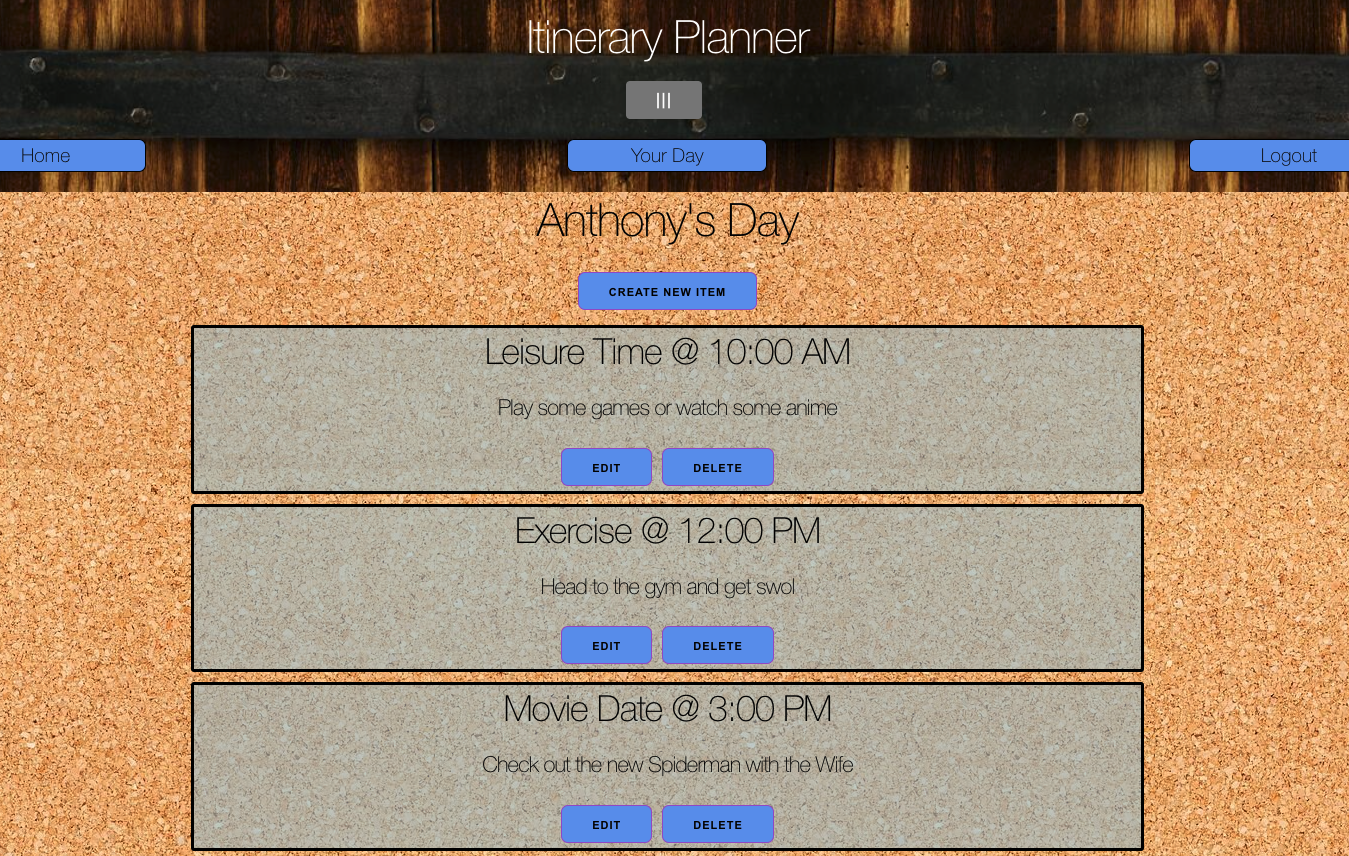 Itinerary Planner
|||
Home
Your Day
Logout
Anthony's Day
CREATE NEW ITEM
Leisure Time @ 10:00 AM
Play some games or watch some anime
EDIT DELETE
Exercise @ 12:00 PM
Head to the gym and get swol
EDIT DELETE
Movie Date @ 3:00 PM
Check out the new Spiderman with the Wife
EDIT DELETE